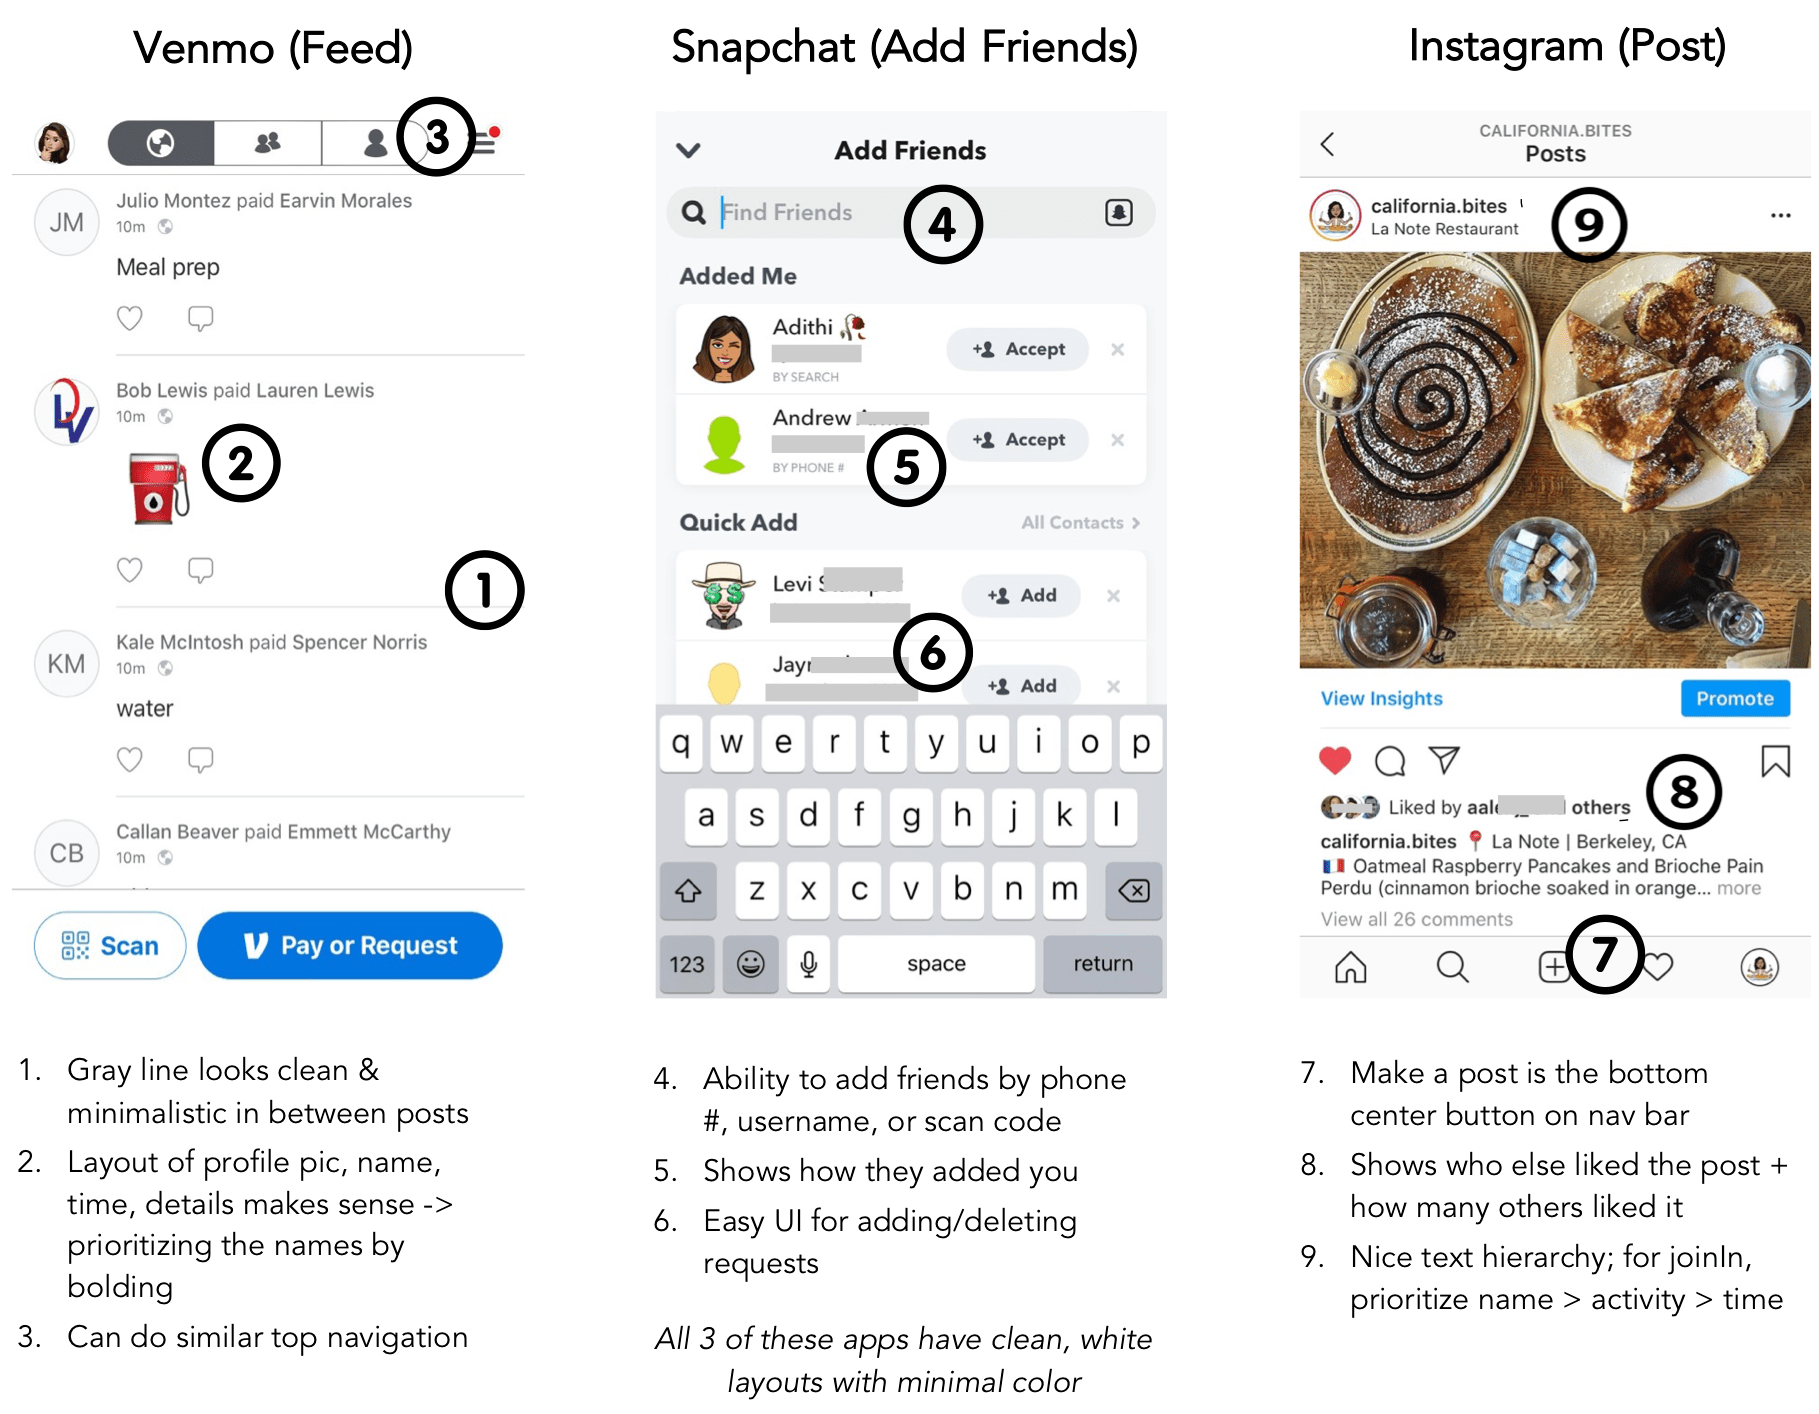 Venmo (Feed)
3
JM
Julio Montez paid Earvin Morales
10m
Meal prep
Bob Lewis paid Lauren Lewis
10m
2
1
KM
Kale McIntosh paid Spencer Norris
10m
water
CB
Callan Beaver paid Emmett McCarthy
10m
Scan
Pay or Request
1. Gray line looks clean &
minimalistic in between posts
2. Layout of profile pic, name,
time, details makes sense ->
prioritizing the names by
bolding
3. Can do similar top navigation
Snapchat (Add Friends)
Add Friends
Find Friends
4
Added Me
Adithi
BY SEARCH
Accept
Andrew
BY PHONE #
Accept
5
Quick Add
All Contacts >
Levi
Add
6
Add
q w e r t y u i o p
a s d f g h j k l
z x c v b n m
123
space
return
4. Ability to add friends by phone
#, username, or scan code
5. Shows how they added you
6. Easy UI for adding/deleting
requests
All 3 of these apps have clean, white
layouts with minimal color
Instagram (Post)
CALIFORNIA.BITES
Posts
california.bites
La Note Restaurant
9
...
View Insights
Promote
8
Liked by others
california.bites 📍 La Note | Berkeley, CA
🇫🇷 Oatmeal Raspberry Pancakes and Brioche Pain
Perdu (cinnamon brioche soaked in orange... more
View all 26 comments
7
7. Make a post is the bottom
center button on nav bar
8. Shows who else liked the post +
how many others liked it
9. Nice text hierarchy; for joinIn,
prioritize name > activity > time